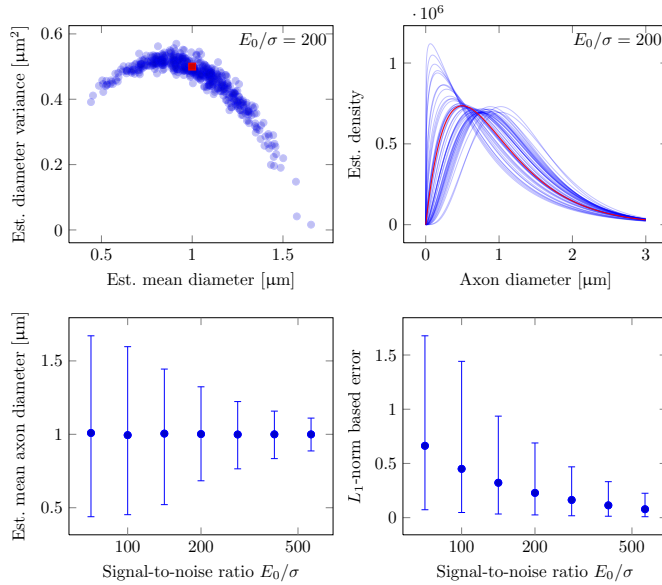 E₀/σ = 200
Est. diameter variance [μm²]
0.6
0.4
0.2
0
0.5
1
1.5
Est. mean diameter [μm]
·10⁶
E₀/σ = 200
Est. density
1
0.5
0
0
1
2
3
Axon diameter [μm]
Est. mean axon diameter [μm]
1.5
1
0.5
100
200
500
Signal-to-noise ratio E₀/σ
L₁-norm based error
1.5
1
0.5
0
100
200
500
Signal-to-noise ratio E₀/σ